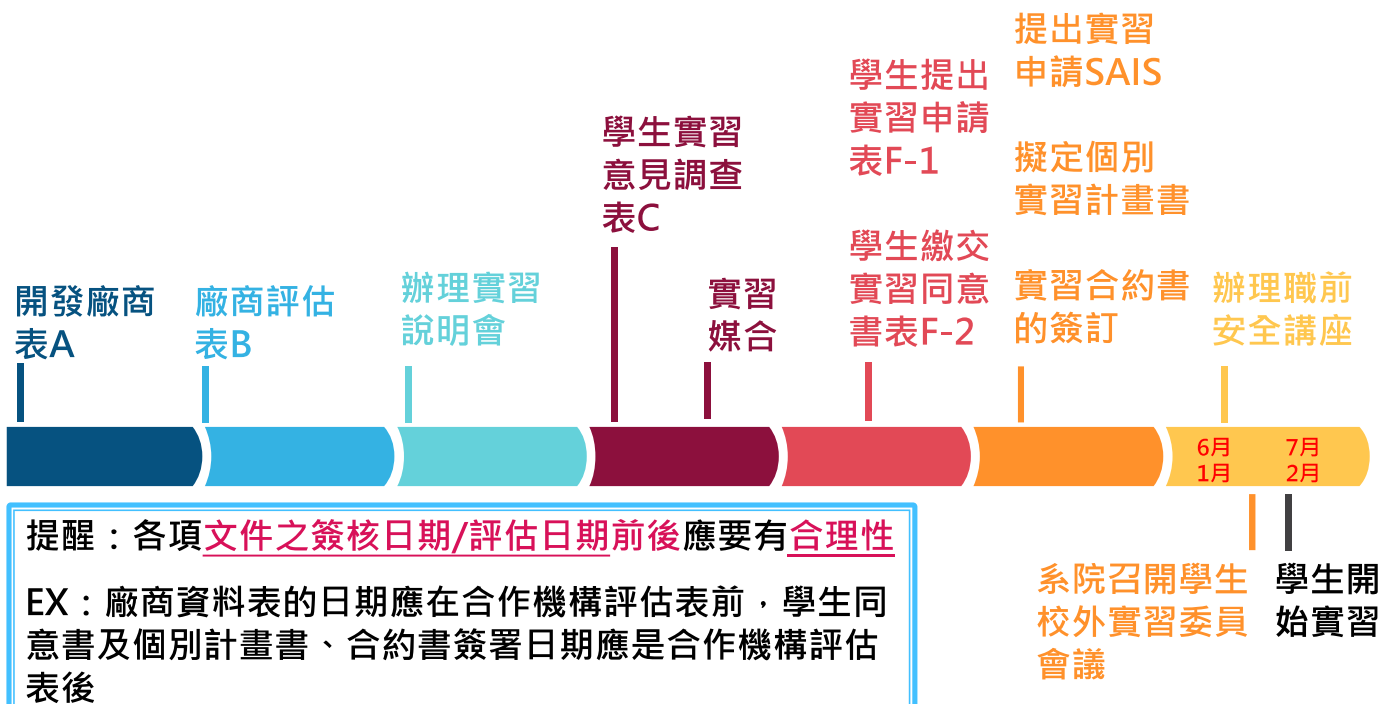 開發廠商
表A
廠商評估
表B
辦理實習
說明會
學生實習
意見調查
表C
實習
媒合
學生提出
實習申請
表F-1
學生繳交
實習同意
書表F-2
提出實習
申請SAIS
擬定個別
實習計畫書
實習合約書
的簽訂
辦理職前
安全講座
6月
1月
7月
2月
系院召開學生
校外實習委員
會議
學生開
始實習
提醒：各項文件之簽核日期/評估日期前後應要有合理性
EX：廠商資料表的日期應在合作機構評估表前，學生同
意書及個別計畫書、合約書簽署日期應是合作機構評估
表後